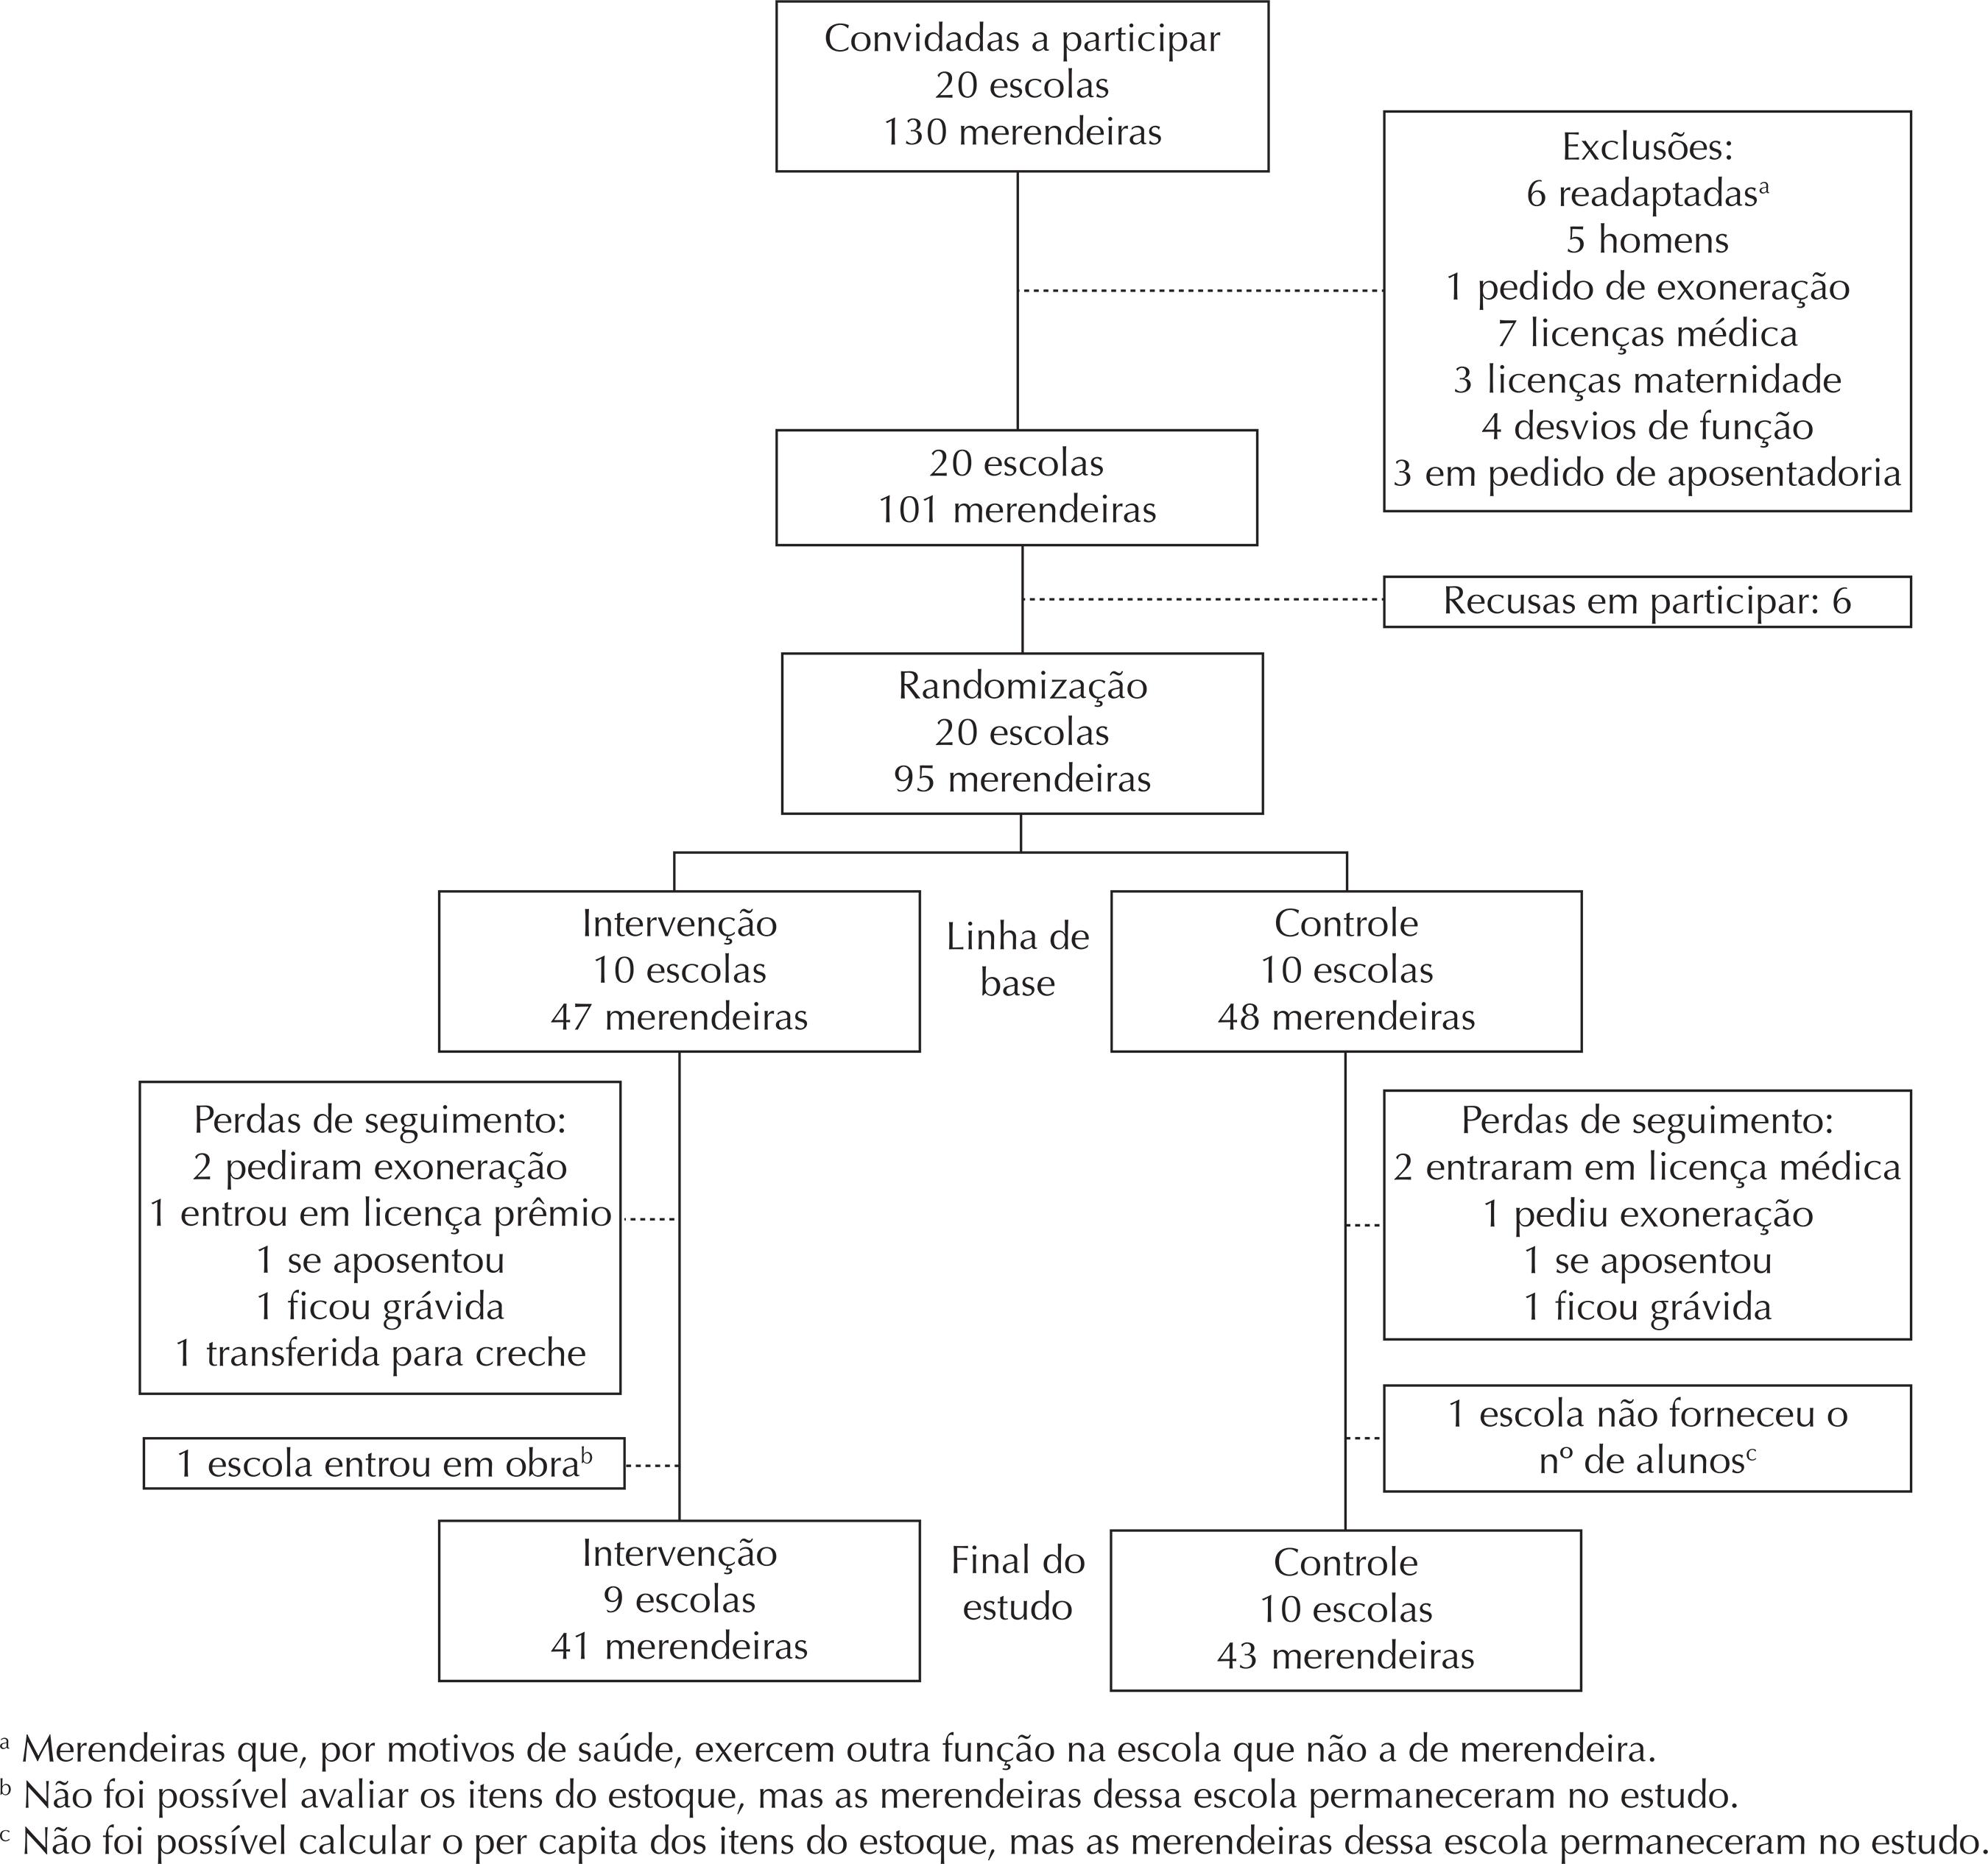 Convidadas a participar
20 escolas
130 merendeiras
Exclusões:
6 readaptadasᵃ
5 homens
1 pedido de exoneração
7 licenças médica
3 licenças maternidade
4 desvios de função
3 em pedido de aposentadoria
20 escolas
101 merendeiras
Recusas em participar: 6
Randomização
20 escolas
95 merendeiras
Intervenção
10 escolas
47 merendeiras
Linha de
base
Controle
10 escolas
48 merendeiras
Perdas de seguimento:
2 pediram exoneração
1 entrou em licença prêmio
1 se aposentou
1 ficou grávida
1 transferida para creche
Perdas de seguimento:
2 entraram em licença médica
1 pediu exoneração
1 se aposentou
1 ficou grávida
1 escola entrou em obraᵇ
1 escola não forneceu o
nº de alunosᶜ
Intervenção
9 escolas
41 merendeiras
Final do
estudo
Controle
10 escolas
43 merendeiras
ᵃ Merendeiras que, por motivos de saúde, exercem outra função na escola que não a de merendeira.
ᵇ Não foi possível avaliar os itens do estoque, mas as merendeiras dessa escola permaneceram no estudo.
ᶜ Não foi possível calcular o per capita dos itens do estoque, mas as merendeiras dessa escola permaneceram no estudo.